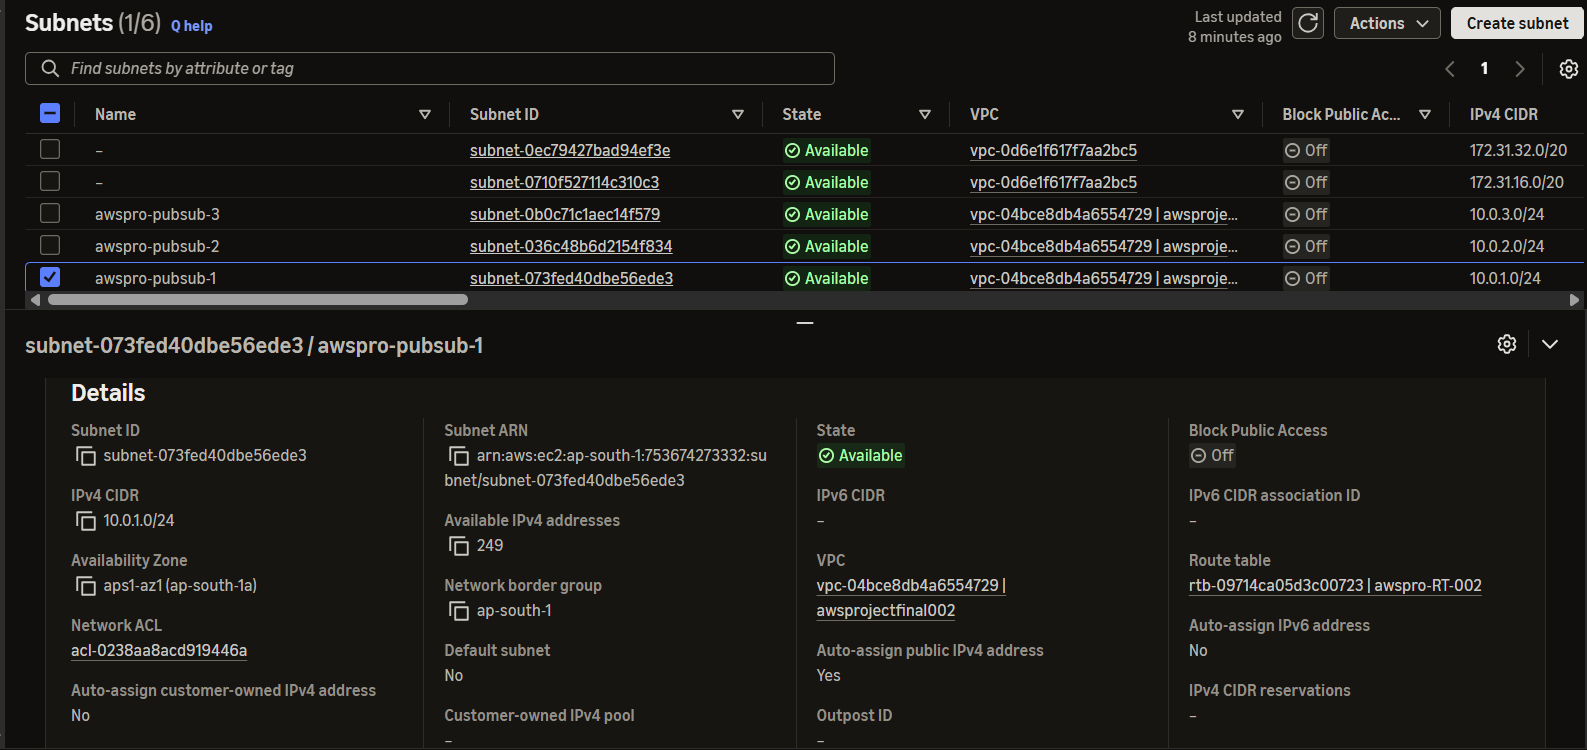 Subnets (1/6) Q help
Last updated
8 minutes ago
Actions
Create subnet
Find subnets by attribute or tag
1
Name Subnet ID State VPC Block Public Ac... IPv4 CIDR
– subnet-0ec79427bad94ef3e Available vpc-0d6e1f617f7aa2bc5 Off 172.31.32.0/20
– subnet-0710f527114c310c3 Available vpc-0d6e1f617f7aa2bc5 Off 172.31.16.0/20
awspro-pubsub-3 subnet-0b0c71c1aec14f579 Available vpc-04bce8db4a6554729 | awsproje... Off 10.0.3.0/24
awspro-pubsub-2 subnet-036c48b6d2154f834 Available vpc-04bce8db4a6554729 | awsproje... Off 10.0.2.0/24
awspro-pubsub-1 subnet-073fed40dbe56ede3 Available vpc-04bce8db4a6554729 | awsproje... Off 10.0.1.0/24
subnet-073fed40dbe56ede3 / awspro-pubsub-1
Details
Subnet ID
subnet-073fed40dbe56ede3
IPv4 CIDR
10.0.1.0/24
Availability Zone
aps1-az1 (ap-south-1a)
Network ACL
acl-0238aa8acd919446a
Auto-assign customer-owned IPv4 address
No
Subnet ARN
arn:aws:ec2:ap-south-1:753674273332:su
bnet/subnet-073fed40dbe56ede3
Available IPv4 addresses
249
Network border group
ap-south-1
Default subnet
No
Customer-owned IPv4 pool
–
State
Available
IPv6 CIDR
–
VPC
vpc-04bce8db4a6554729 |
awsprojectfinal002
Auto-assign public IPv4 address
Yes
Outpost ID
–
Block Public Access
Off
IPv6 CIDR association ID
–
Route table
rtb-09714ca05d3c00723 | awspro-RT-002
Auto-assign IPv6 address
No
IPv4 CIDR reservations
–